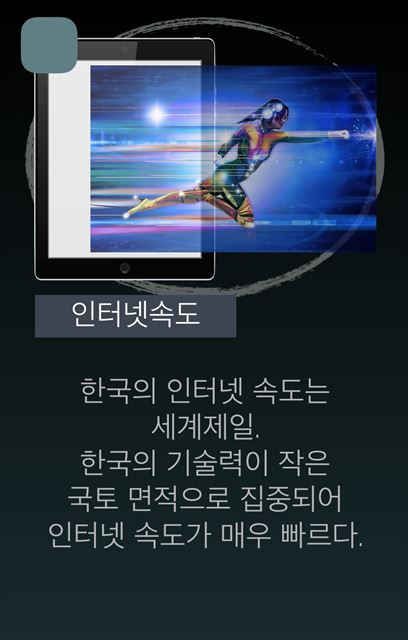 인터넷속도
한국의 인터넷 속도는
세계제일.
한국의 기술력이 작은
국토 면적으로 집중되어
인터넷 속도가 매우 빠르다.